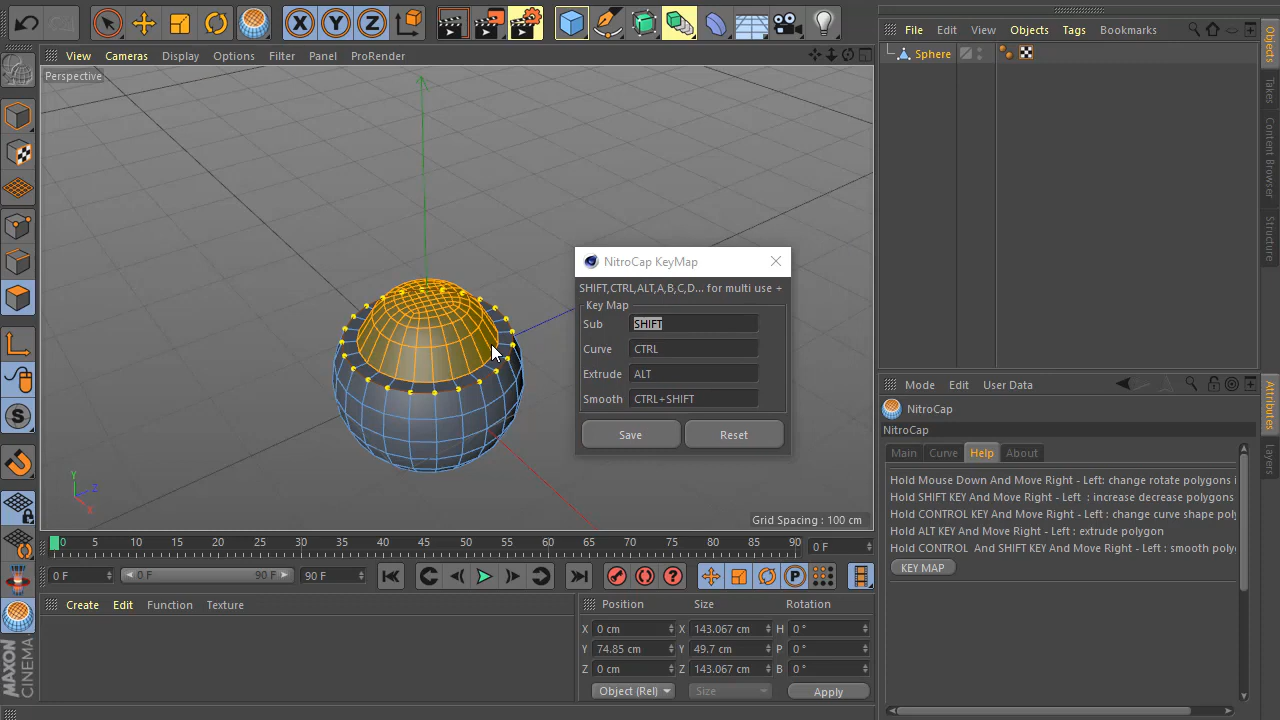 View Cameras Display Options Filter Panel ProRender
Perspective
Grid Spacing : 100 cm
NitroCap KeyMap
SHIFT,CTRL,ALT,A,B,C,D... for multi use +
Key Map
Sub SHIFT
Curve CTRL
Extrude ALT
Smooth CTRL+SHIFT
Save Reset
File Edit View Objects Tags Bookmarks
Sphere
Objects
Takes
Content Browser
Structure
Mode Edit User Data
NitroCap
NitroCap
Main Curve Help About
Hold Mouse Down And Move Right - Left: change rotate polygons i
Hold SHIFT KEY And Move Right - Left : increase decrease polygons
Hold CONTROL KEY And Move Right - Left: change curve shape pol
Hold ALT KEY And Move Right - Left : extrude polygon
Hold CONTROL And SHIFT KEY And Move Right - Left : smooth poly
KEY MAP
Attributes
Layers
0 5 10 15 20 25 30 35 40 45 50 55 60 65 70 75 80 85 90 0 F
0 F 0 F 90 F 90 F
Create Edit Function Texture
Position Size Rotation
X 0 cm X 143.067 cm H 0 °
Y 74.85 cm Y 49.7 cm P 0 °
Z 0 cm Z 143.067 cm B 0 °
Object (Rel) Size Apply
MAXON
CINEMA
X Y Z
Y
Z
X
S
P